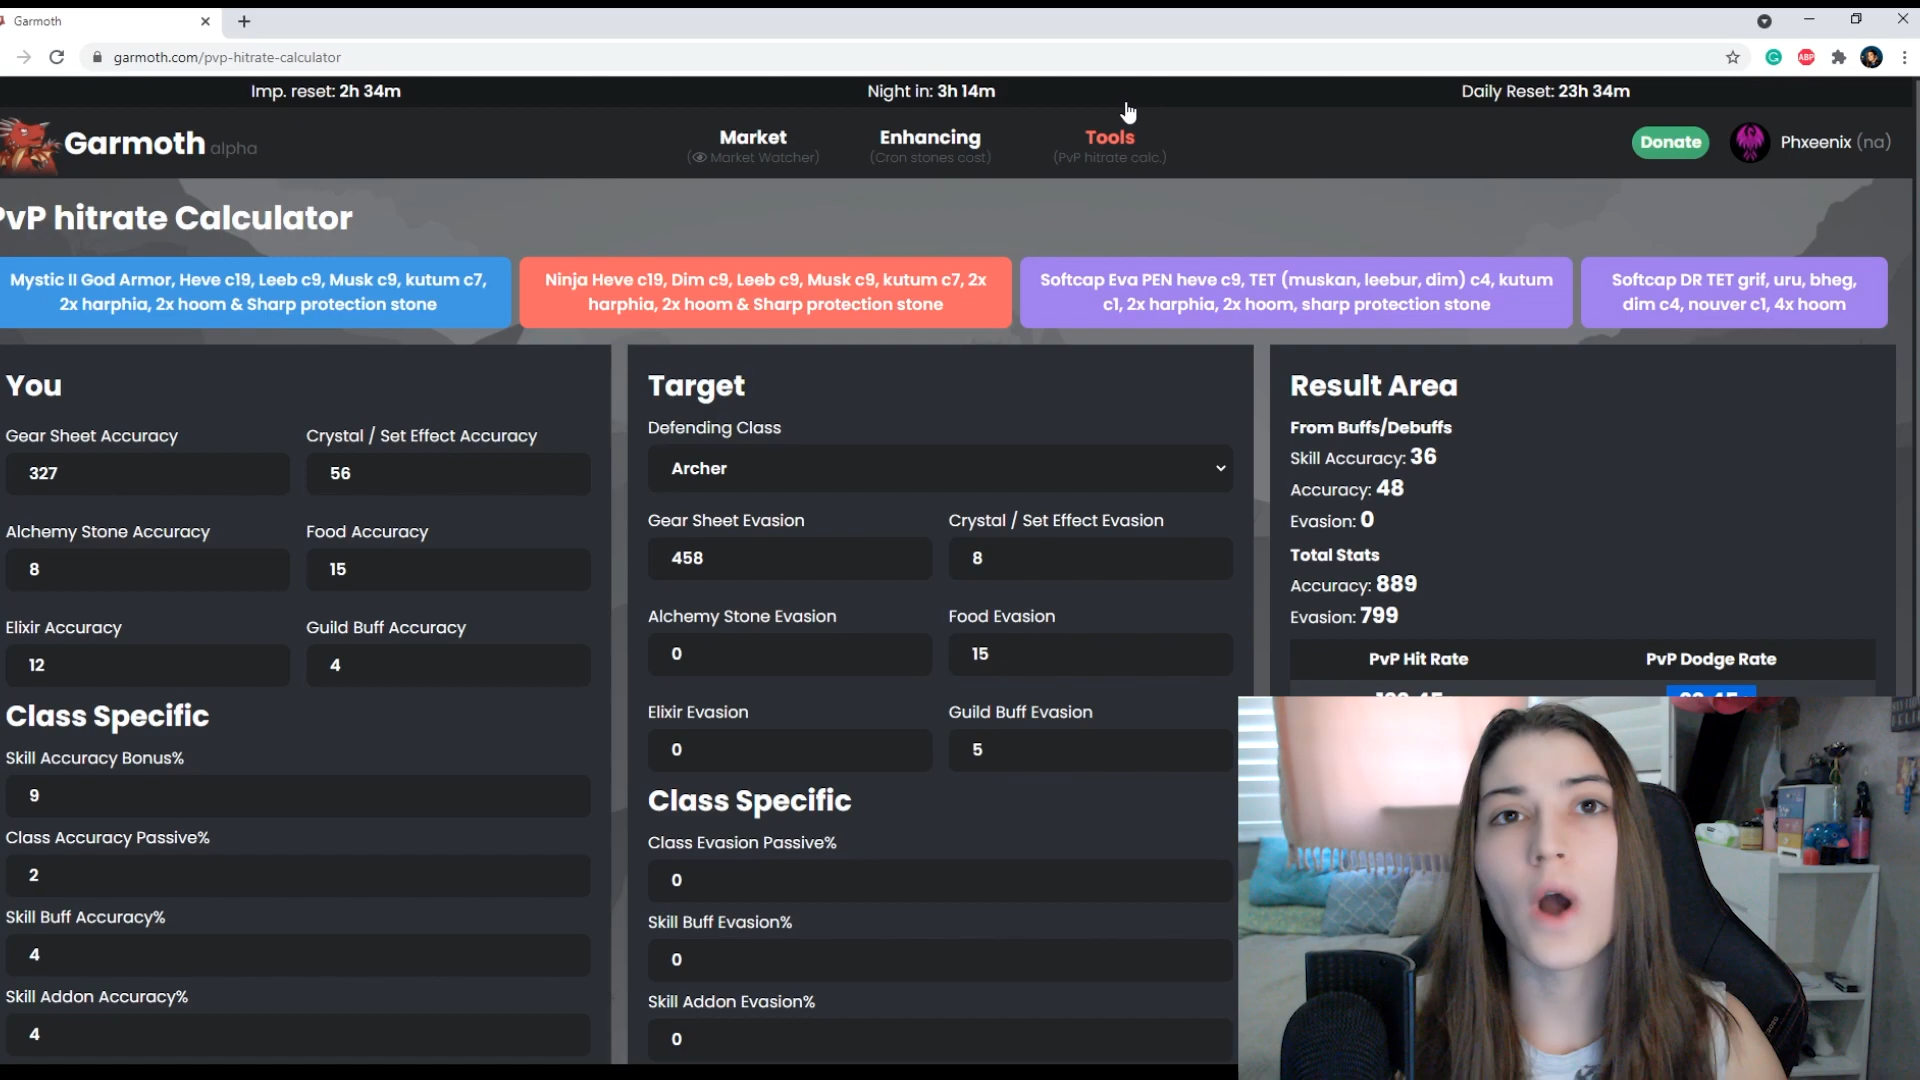 Garmoth
garmoth.com/pvp-hitrate-calculator
ABP
Imp. reset: 2h 34m
Night in: 3h 14m
Daily Reset: 23h 34m
Garmoth alpha
Market
(Market Watcher)
Enhancing
(Cron stones cost)
Tools
(PvP hitrate calc.)
Donate
Phxeenix (na)
PvP hitrate Calculator
Mystic II God Armor, Heve c19, Leeb c9, Musk c9, kutum c7,
2x harphia, 2x hoom & Sharp protection stone
Ninja Heve c19, Dim c9, Leeb c9, Musk c9, kutum c7, 2x
harphia, 2x hoom & Sharp protection stone
Softcap Eva PEN heve c9, TET (muskan, leebur, dim) c4, kutum
c1, 2x harphia, 2x hoom, sharp protection stone
Softcap DR TET grif, uru, bheg,
dim c4, nouver c1, 4x hoom
You
Gear Sheet Accuracy
327
Crystal / Set Effect Accuracy
56
Alchemy Stone Accuracy
8
Food Accuracy
15
Elixir Accuracy
12
Guild Buff Accuracy
4
Class Specific
Skill Accuracy Bonus%
9
Class Accuracy Passive%
2
Skill Buff Accuracy%
4
Skill Addon Accuracy%
4
Target
Defending Class
Archer
Gear Sheet Evasion
458
Crystal / Set Effect Evasion
8
Alchemy Stone Evasion
0
Food Evasion
15
Elixir Evasion
0
Guild Buff Evasion
5
Class Specific
Class Evasion Passive%
0
Skill Buff Evasion%
0
Skill Addon Evasion%
0
Result Area
From Buffs/Debuffs
Skill Accuracy: 36
Accuracy: 48
Evasion: 0
Total Stats
Accuracy: 889
Evasion: 799
PvP Hit Rate
PvP Dodge Rate